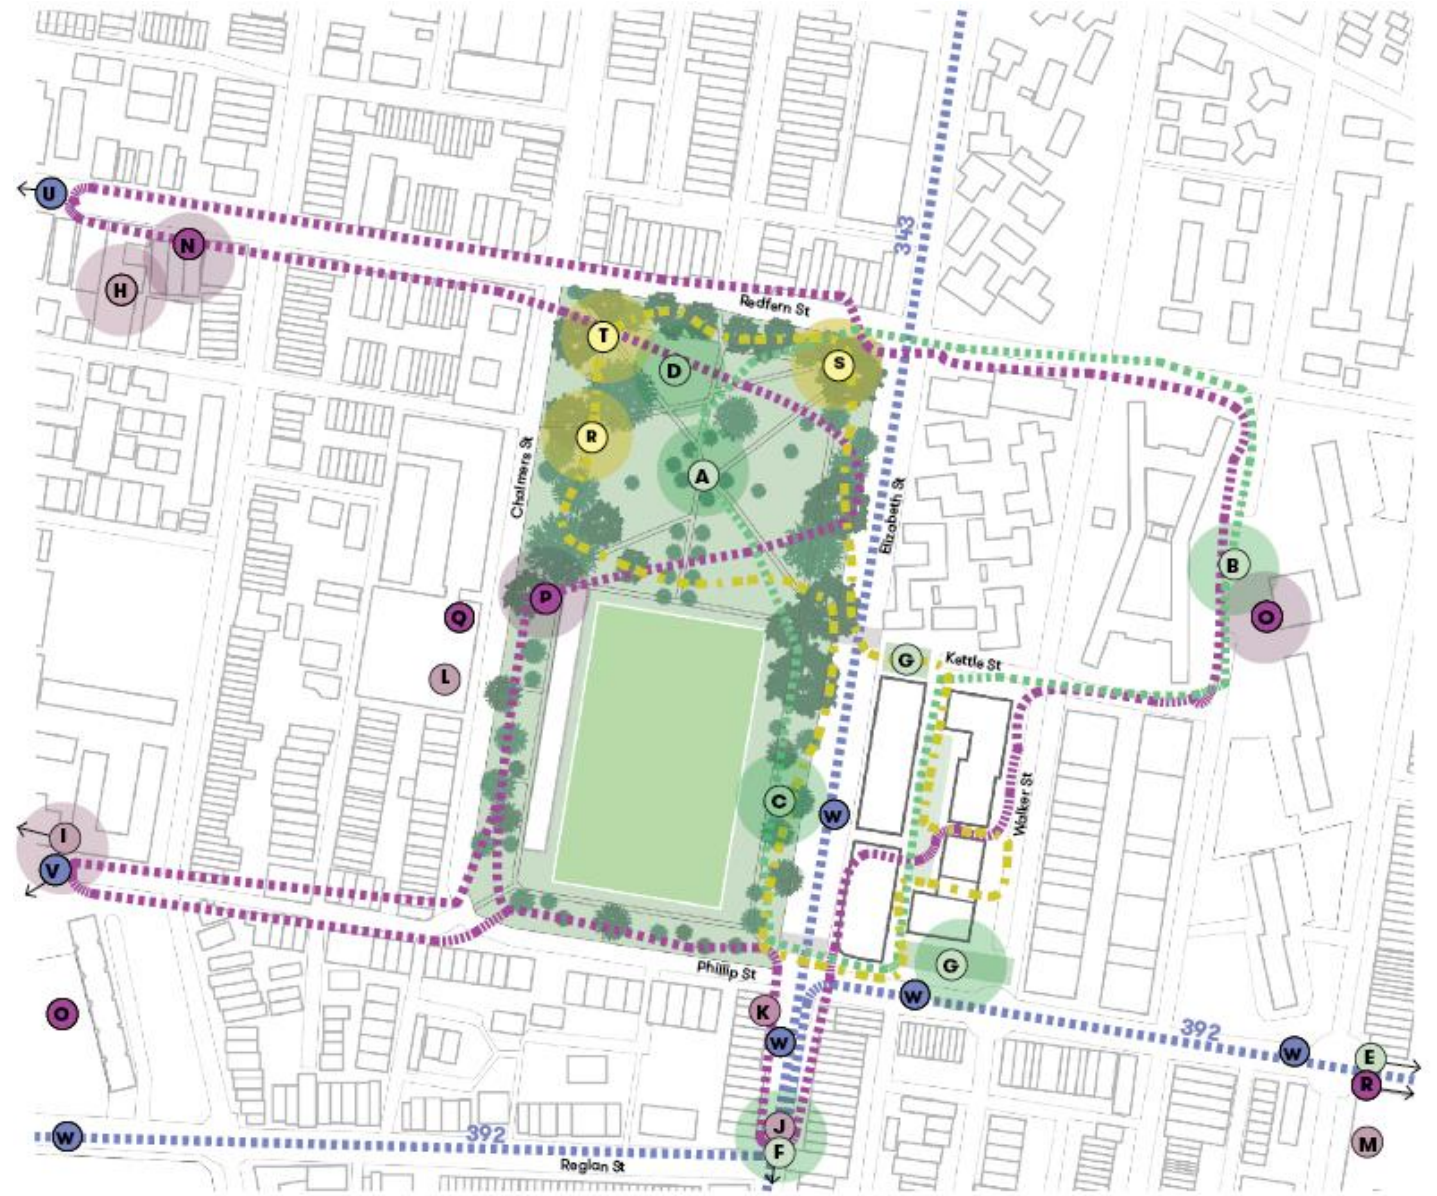 U
343
N
H
Redfern St
T
S
D
R
Chalmers St
A
Elizabeth St
B
P
Q
O
G
Kettle St
L
C
W
Walker St
I
V
G
Phillip St
W
K
O
392
W
W
E
R
J
W
392
M
F
Reglan St